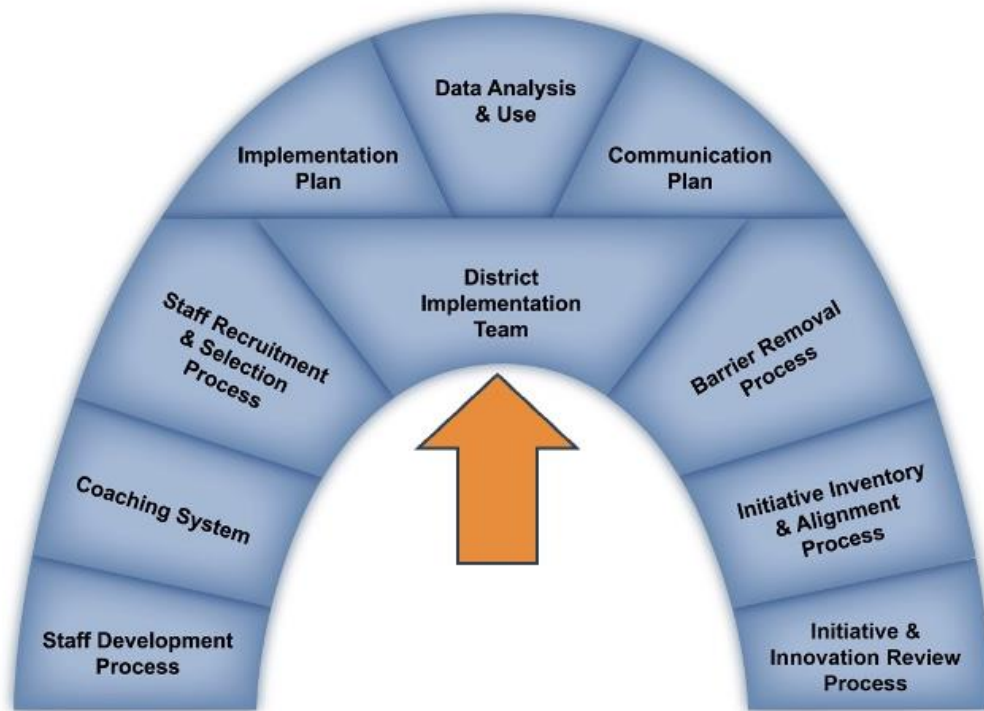 Data Analysis
& Use
Implementation
Plan
Communication
Plan
District
Implementation
Team
Staff Recruitment
& Selection
Process
Barrier Removal
Process
Coaching System
Initiative Inventory
& Alignment
Process
Staff Development
Process
Initiative &
Innovation Review
Process